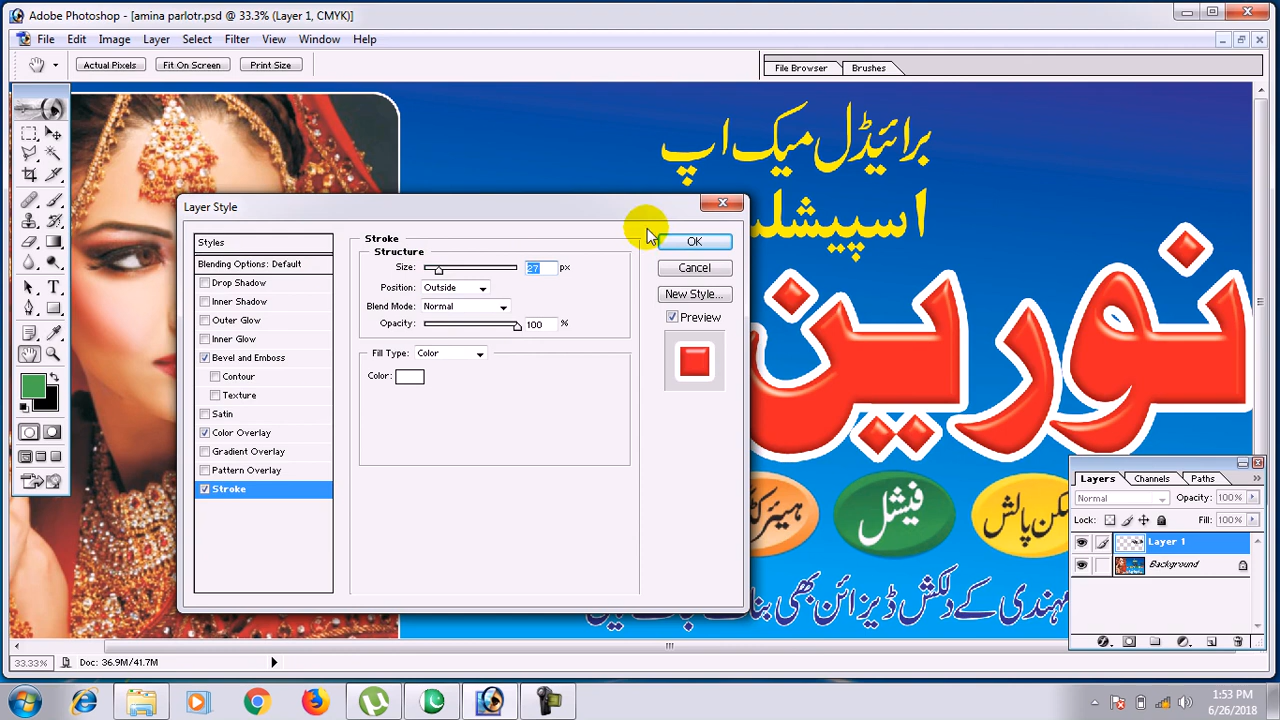 Adobe Photoshop - [amina parlotr.psd @ 33.3% (Layer 1, CMYK)]
File Edit Image Layer Select Filter View Window Help
Actual Pixels Fit On Screen Print Size File Browser Brushes
برائیڈل میک اپ
اسپیشلی
نورین
ہیئر کٹ فیشل سکن پالش
مہندی کے دلکش ڈیزائن بھی
Layer Style
Styles
Blending Options: Default
Drop Shadow
Inner Shadow
Outer Glow
Inner Glow
Bevel and Emboss
Contour
Texture
Satin
Color Overlay
Gradient Overlay
Pattern Overlay
Stroke
Stroke
Structure
Size: 27 px
Position: Outside
Blend Mode: Normal
Opacity: 100 %
Fill Type: Color
Color:
OK
Cancel
New Style...
Preview
Layers Channels Paths
Normal Opacity: 100%
Lock: Fill: 100%
Layer 1
Background
33.33% Doc: 36.9M/41.7M
1:53 PM
6/26/2018